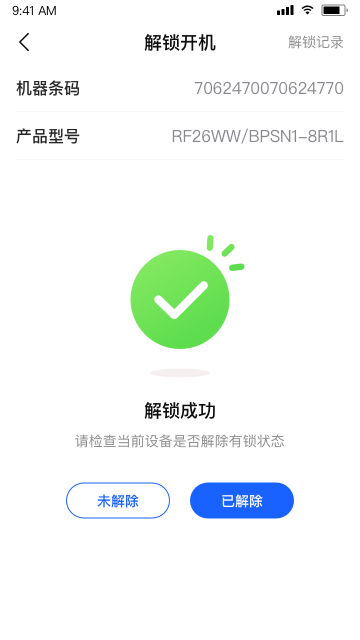 9:41 AM
解锁开机
解锁记录
机器条码 7062470070624770
产品型号 RF26WW/BPSN1-8R1L
解锁成功
请检查当前设备是否解除有锁状态
未解除 已解除